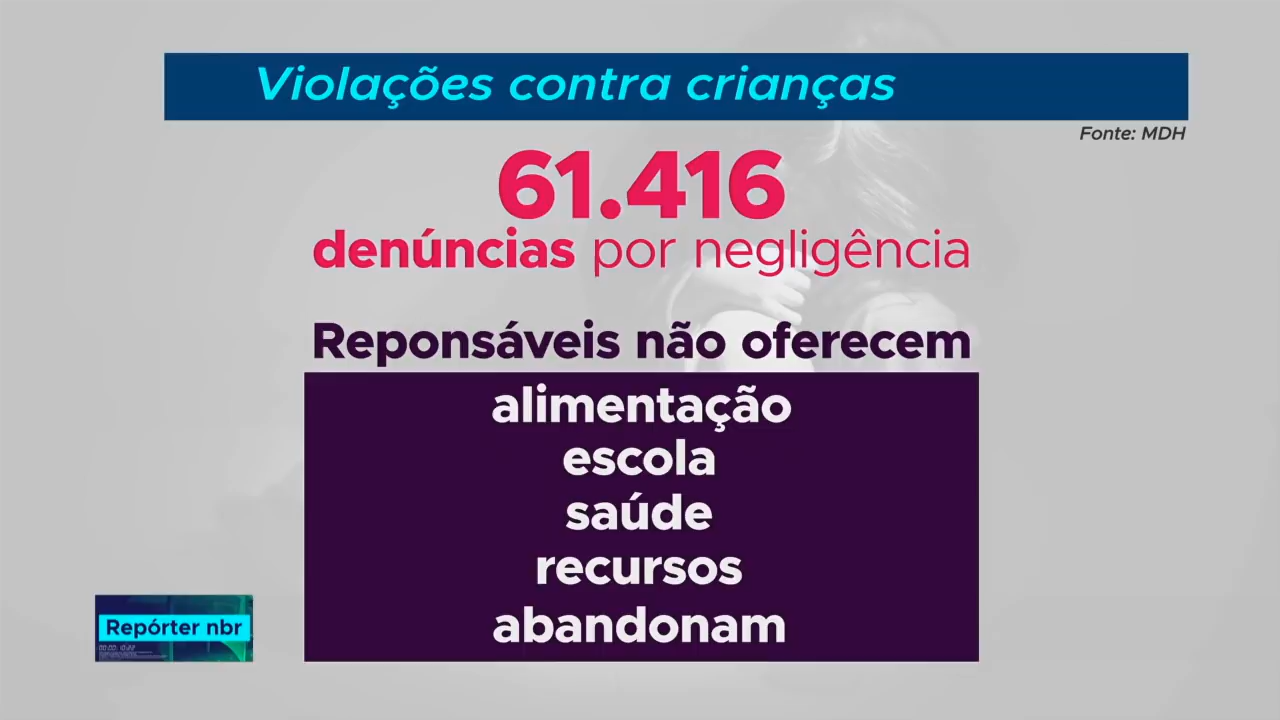 Violações contra crianças
Fonte: MDH
61.416
denúncias por negligência
Reponsáveis não oferecem
alimentação
escola
saúde
recursos
abandonam
Repórter nbr